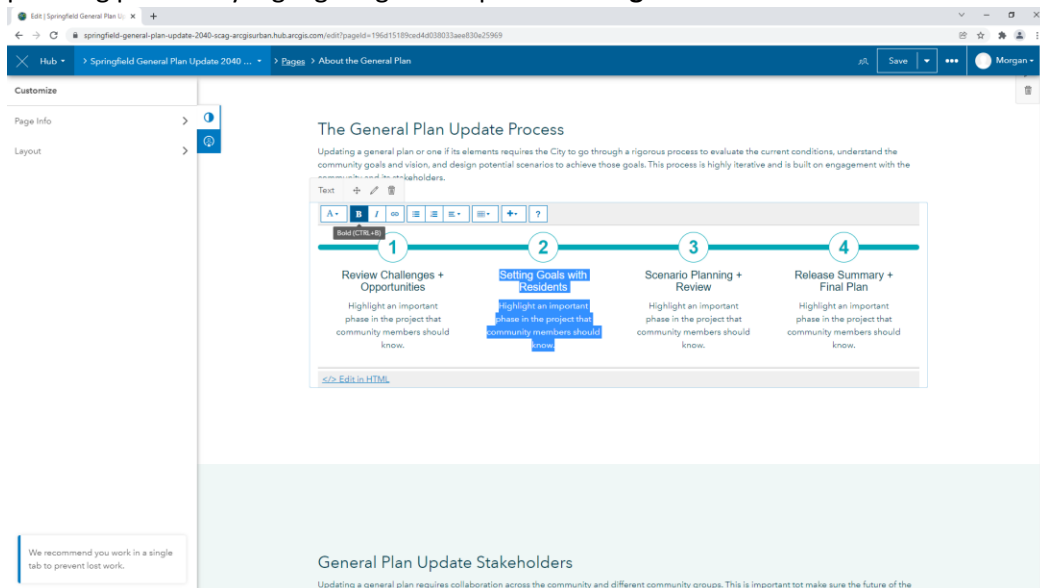 Edit | Springfield General Plan Up
springfield-general-plan-update-2040-scag-arcgisurban.hub.arcgis.com/edit?pageId=196d15189ced4d038033aee830e25969
Hub
Springfield General Plan Update 2040 ...
Pages
About the General Plan
Save
Morgan
Customize
Page Info
Layout
The General Plan Update Process
Updating a general plan or one if its elements requires the City to go through a rigorous process to evaluate the current conditions, understand the
community goals and vision, and design potential scenarios to achieve those goals. This process is highly iterative and is built on engagement with the
community and its stakeholders.
Text
A
B
I
?
Bold (CTRL+B)
1
2
3
4
Review Challenges +
Opportunities
Highlight an important
phase in the project that
community members should
know.
Setting Goals with
Residents
Highlight an important
phase in the project that
community members should
know.
Scenario Planning +
Review
Highlight an important
phase in the project that
community members should
know.
Release Summary +
Final Plan
Highlight an important
phase in the project that
community members should
know.
</> Edit in HTML
We recommend you work in a single
tab to prevent lost work.
General Plan Update Stakeholders
Updating a general plan requires collaboration across the community and different community groups. This is important tot make sure the future of the